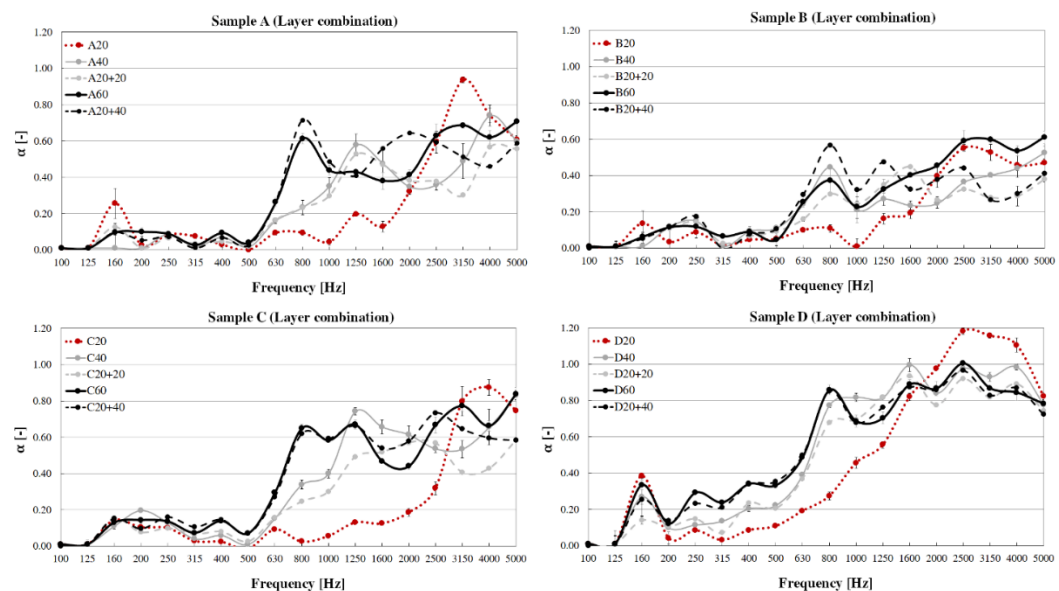 Sample A (Layer combination)
1.20
1.00
0.80
0.60
0.40
0.20
0.00
α [-]
A20
A40
A20+20
A60
A20+40
100 125 160 200 250 315 400 500 630 800 1000 1250 1600 2000 2500 3150 4000 5000
Frequency [Hz]
Sample B (Layer combination)
1.20
1.00
0.80
0.60
0.40
0.20
0.00
α [-]
B20
B40
B20+20
B60
B20+40
100 125 160 200 250 315 400 500 630 800 1000 1250 1600 2000 2500 3150 4000 5000
Frequency [Hz]
Sample C (Layer combination)
1.20
1.00
0.80
0.60
0.40
0.20
0.00
α [-]
C20
C40
C20+20
C60
C20+40
100 125 160 200 250 315 400 500 630 800 1000 1250 1600 2000 2500 3150 4000 5000
Frequency [Hz]
Sample D (Layer combination)
1.20
1.00
0.80
0.60
0.40
0.20
0.00
α [-]
D20
D40
D20+20
D60
D20+40
100 125 160 200 250 315 400 500 630 800 1000 1250 1600 2000 2500 3150 4000 5000
Frequency [Hz]